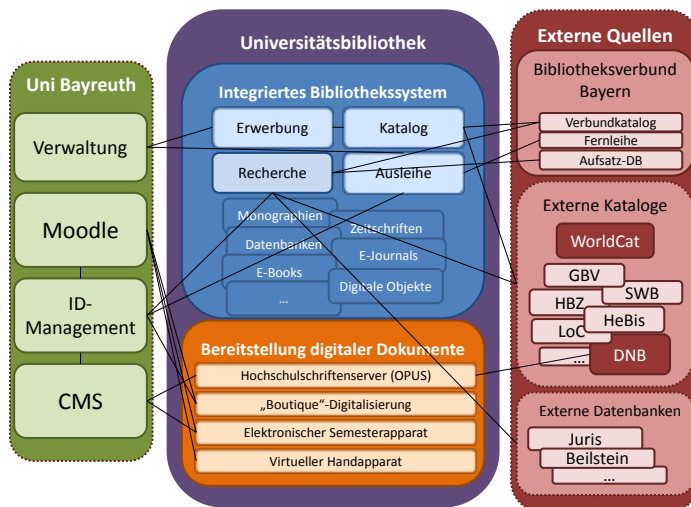 Uni Bayreuth
Verwaltung
Moodle
ID-
Management
CMS
Universitätsbibliothek
Integriertes Bibliothekssystem
Erwerbung
Katalog
Recherche
Ausleihe
Monographien
Zeitschriften
Datenbanken
E-Journals
E-Books
Digitale Objekte
...
Bereitstellung digitaler Dokumente
Hochschulschriftenserver (OPUS)
„Boutique“-Digitalisierung
Elektronischer Semesterapparat
Virtueller Handapparat
Externe Quellen
Bibliotheksverbund
Bayern
Verbundkatalog
Fernleihe
Aufsatz-DB
Externe Kataloge
WorldCat
GBV
SWB
HBZ
HeBis
LoC
DNB
...
Externe Datenbanken
Juris
Beilstein
...